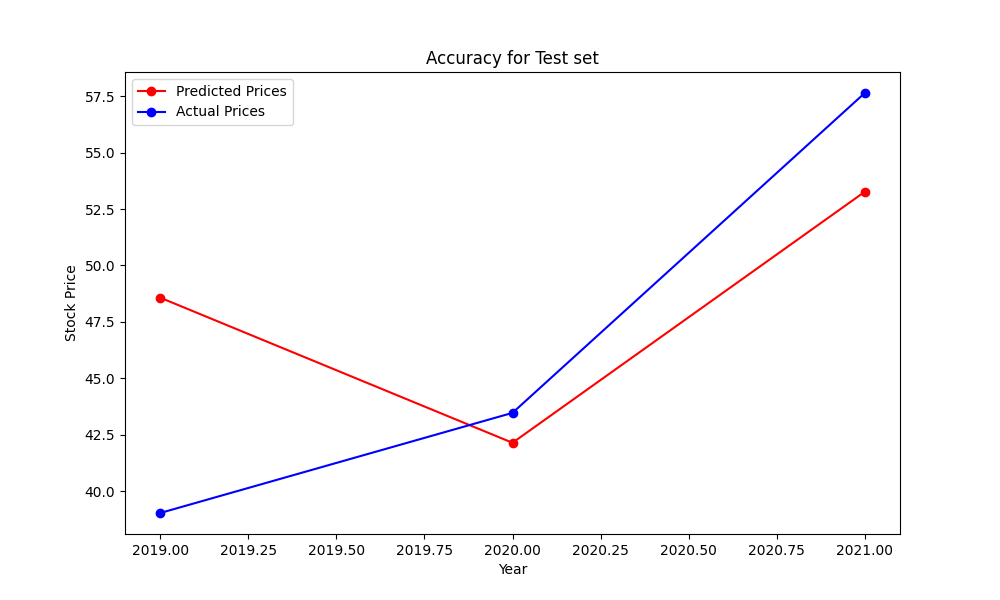 Accuracy for Test set
Predicted Prices
Actual Prices
57.5
55.0
52.5
50.0
47.5
45.0
42.5
40.0
Stock Price
2019.00 2019.25 2019.50 2019.75 2020.00 2020.25 2020.50 2020.75 2021.00
Year